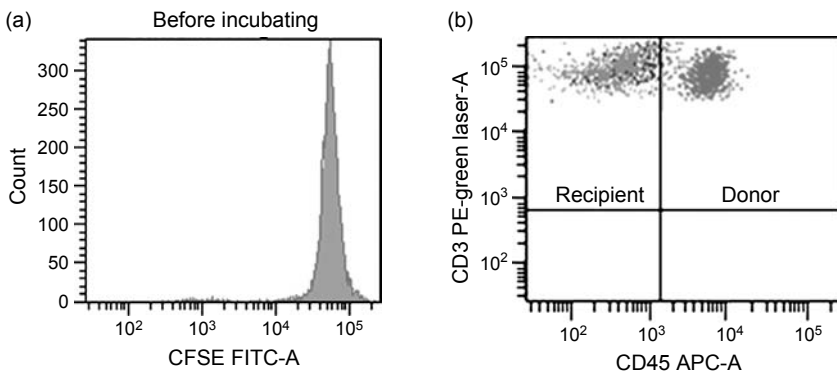 (a)
Before incubating
Count
300
250
200
150
100
50
0
10²
10³
10⁴
10⁵
CFSE FITC-A
(b)
CD3 PE-green laser-A
10⁵
10⁴
10³
10²
Recipient
Donor
10²
10³
10⁴
10⁵
CD45 APC-A